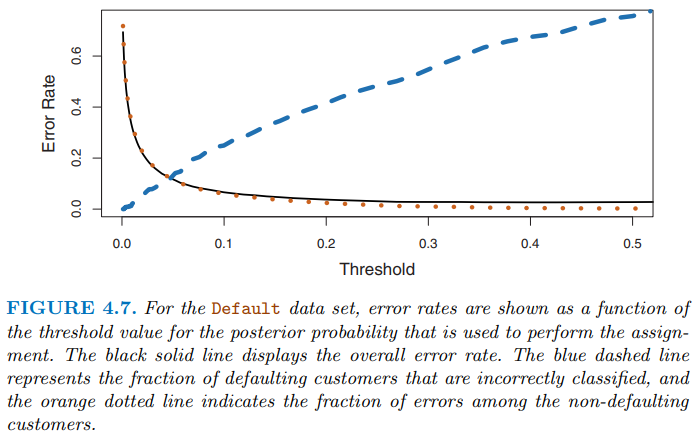 0.6
0.4
0.2
0.0
Error Rate
0.0 0.1 0.2 0.3 0.4 0.5
Threshold
FIGURE 4.7. For the Default data set, error rates are shown as a function of
the threshold value for the posterior probability that is used to perform the assign-
ment. The black solid line displays the overall error rate. The blue dashed line
represents the fraction of defaulting customers that are incorrectly classified, and
the orange dotted line indicates the fraction of errors among the non-defaulting
customers.